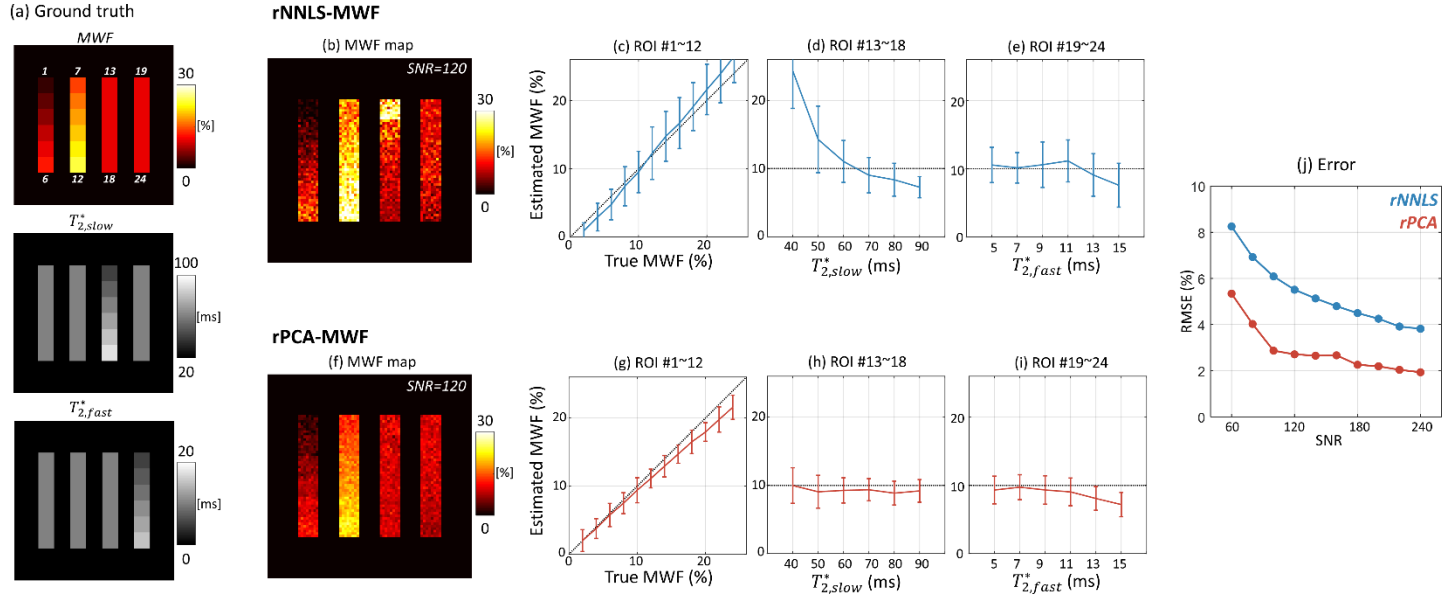 (a) Ground truth
MWF
1 7 13 19
6 12 18 24
30
[%]
0
T*2,slow
100
[ms]
20
T*2,fast
20
[ms]
0
rNNLS-MWF
(b) MWF map
SNR=120
30
[%]
0
(c) ROI #1~12
Estimated MWF (%)
20
10
0
0 10 20
True MWF (%)
(d) ROI #13~18
20
10
0
40 50 60 70 80 90
T*2,slow (ms)
(e) ROI #19~24
20
10
0
5 7 9 11 13 15
T*2,fast (ms)
rPCA-MWF
(f) MWF map
SNR=120
30
[%]
0
(g) ROI #1~12
Estimated MWF (%)
20
10
0
0 10 20
True MWF (%)
(h) ROI #13~18
20
10
0
40 50 60 70 80 90
T*2,slow (ms)
(i) ROI #19~24
20
10
0
5 7 9 11 13 15
T*2,fast (ms)
(j) Error
rNNLS
rPCA
RMSE (%)
10
8
6
4
2
0
60 120 180 240
SNR